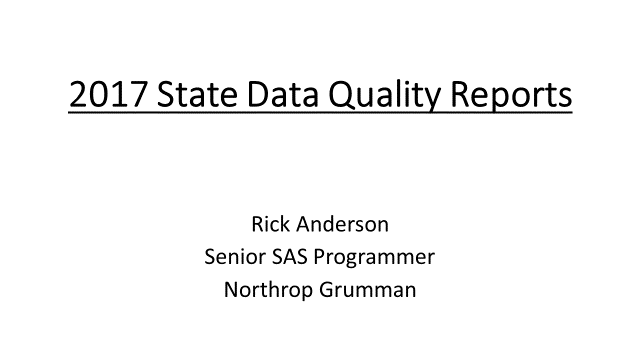 2017 State Data Quality Reports
Rick Anderson
Senior SAS Programmer
Northrop Grumman